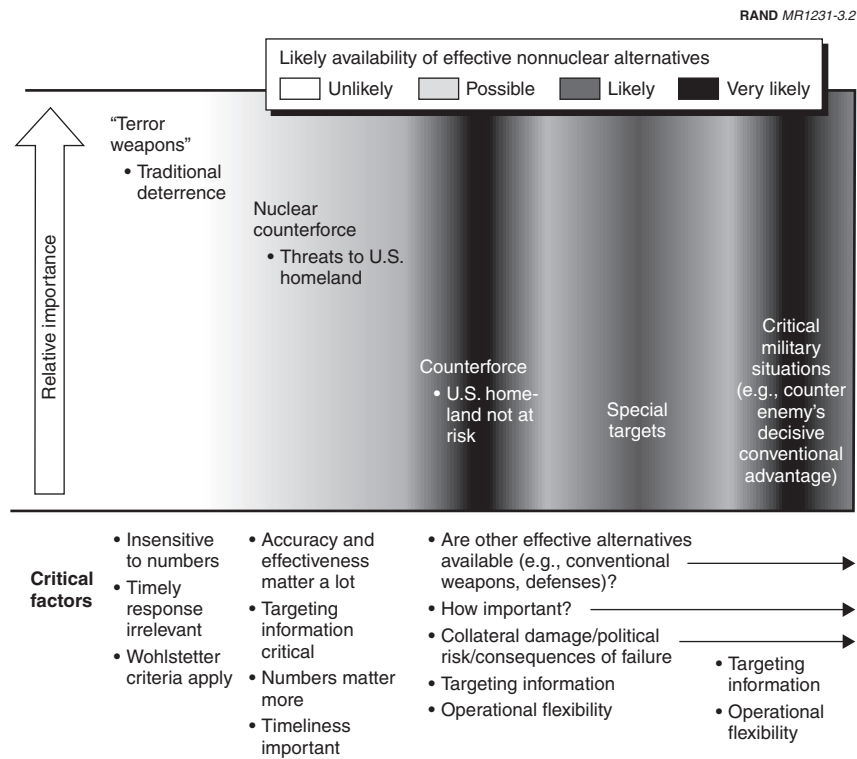 RAND MR1231-3.2
Likely availability of effective nonnuclear alternatives
Unlikely Possible Likely Very likely
Relative importance
“Terror
weapons”
• Traditional
deterrence
Nuclear
counterforce
• Threats to U.S.
homeland
Counterforce
• U.S. home-
land not at
risk
Special
targets
Critical
military
situations
(e.g., counter
enemy’s
decisive
conventional
advantage)
Critical
factors
• Insensitive
to numbers
• Timely
response
irrelevant
• Wohlstetter
criteria apply
• Accuracy and
effectiveness
matter a lot
• Targeting
information
critical
• Numbers matter
more
• Timeliness
important
• Are other effective alternatives
available (e.g., conventional
weapons, defenses)?
• How important?
• Collateral damage/political
risk/consequences of failure
• Targeting information
• Operational flexibility
• Targeting
information
• Operational
flexibility